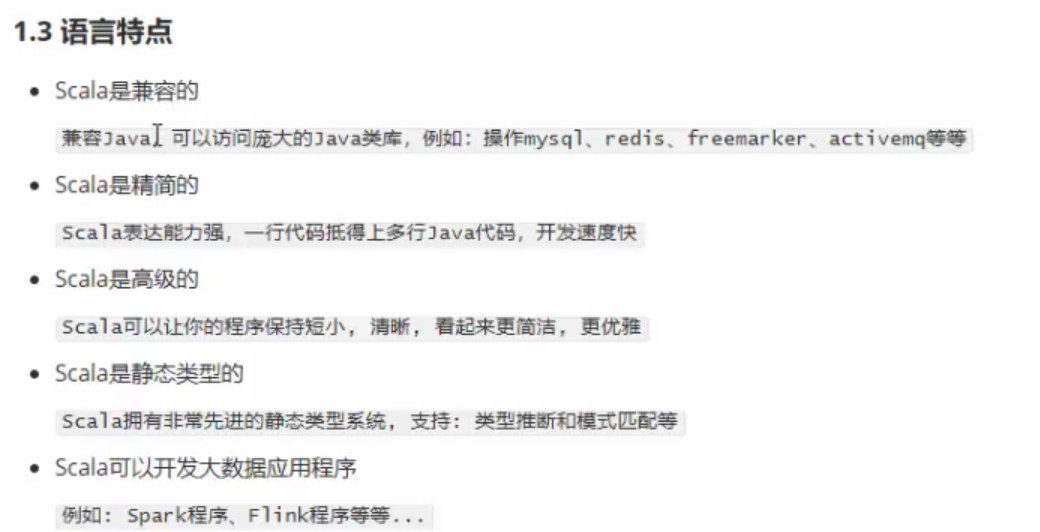 1.3 语言特点
Scala是兼容的
兼容Java，可以访问庞大的Java类库，例如：操作mysql、redis、freemarker、activemq等等
Scala是精简的
Scala表达能力强，一行代码抵得上多行Java代码，开发速度快
Scala是高级的
Scala可以让你的程序保持短小, 清晰, 看起来更简洁, 更优雅
Scala是静态类型的
Scala拥有非常先进的静态类型系统, 支持: 类型推断和模式匹配等
Scala可以开发大数据应用程序
例如: Spark程序、Flink程序等等...